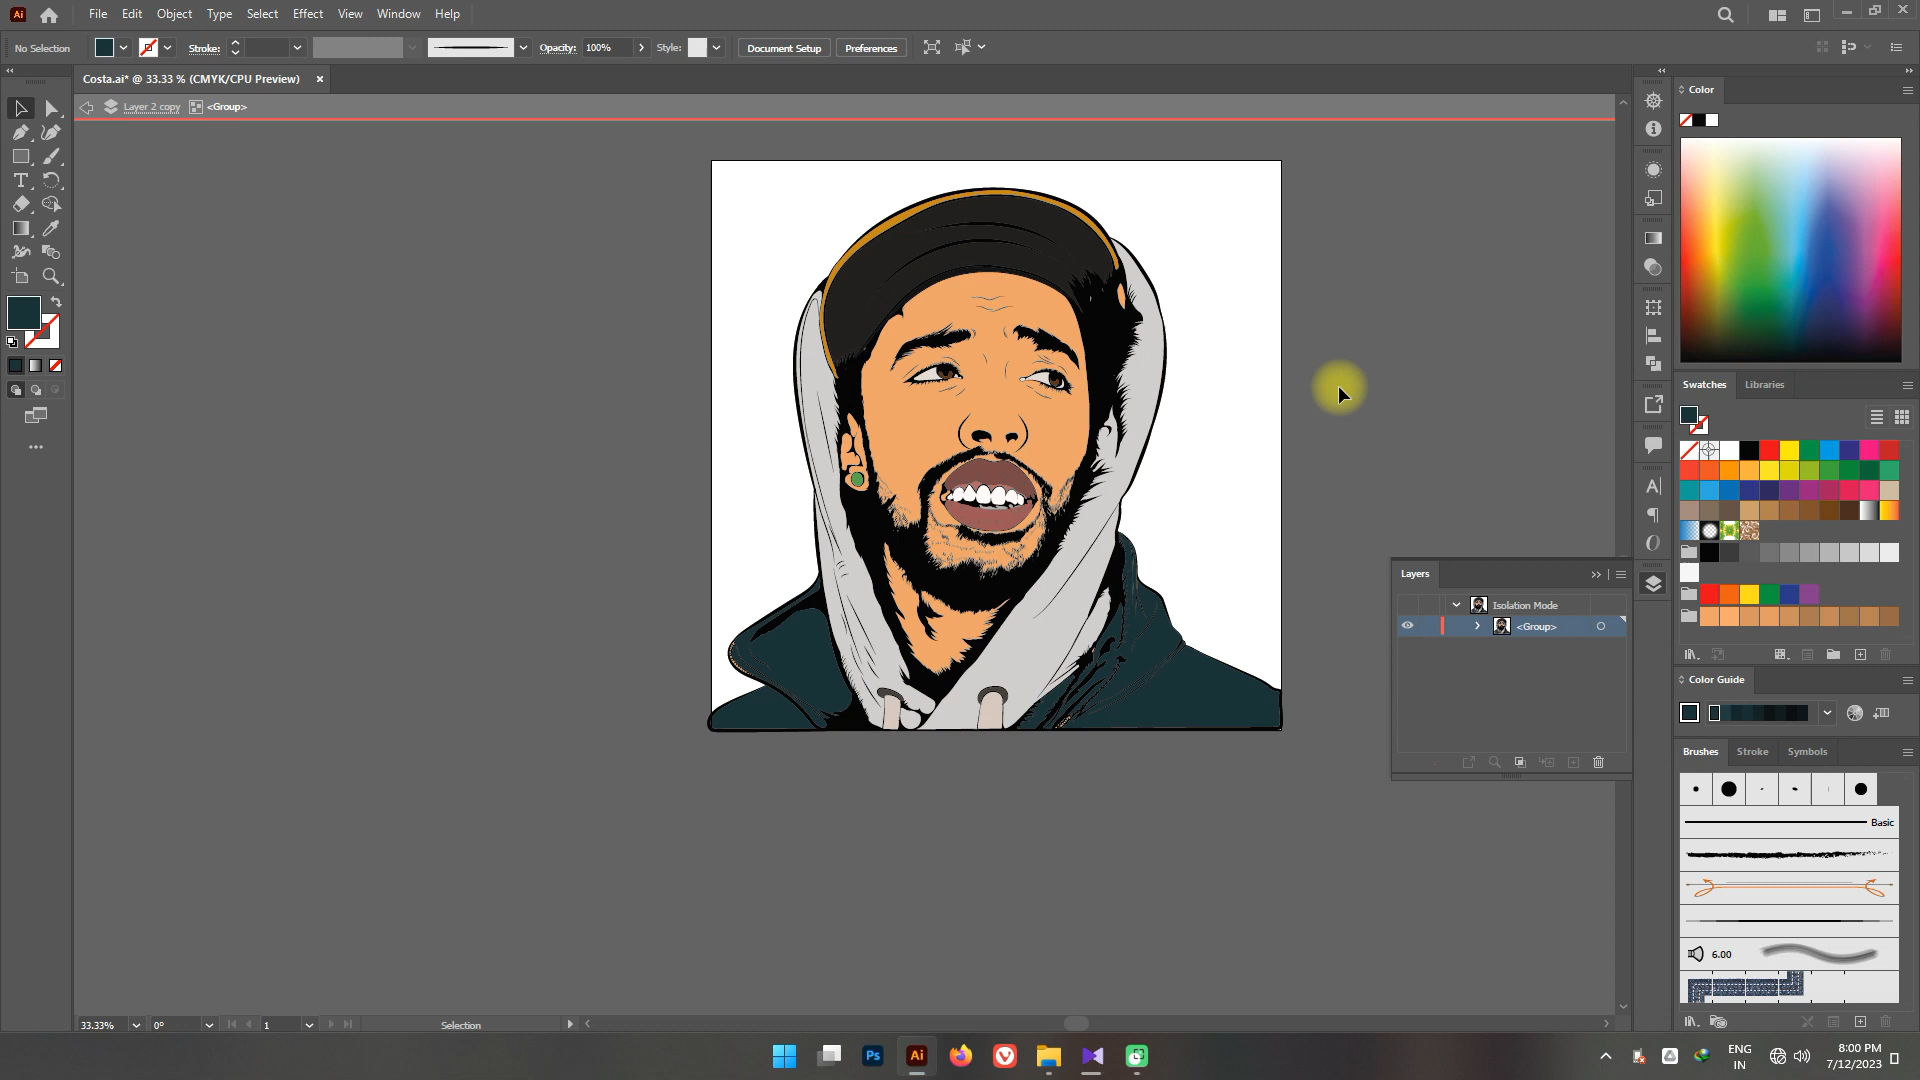 Ai File Edit Object Type Select Effect View Window Help
No Selection Stroke: Opacity: 100% Style: Document Setup Preferences
Costa.ai* @ 33.33 % (CMYK/CPU Preview) ×
Layer 2 copy <Group>
Color
Swatches Libraries
Layers
Isolation Mode
<Group>
Color Guide
Brushes Stroke Symbols
Basic
6.00
33.33% 0° 1 Selection
Ps Ai
ENG
IN
8:00 PM
7/12/2023